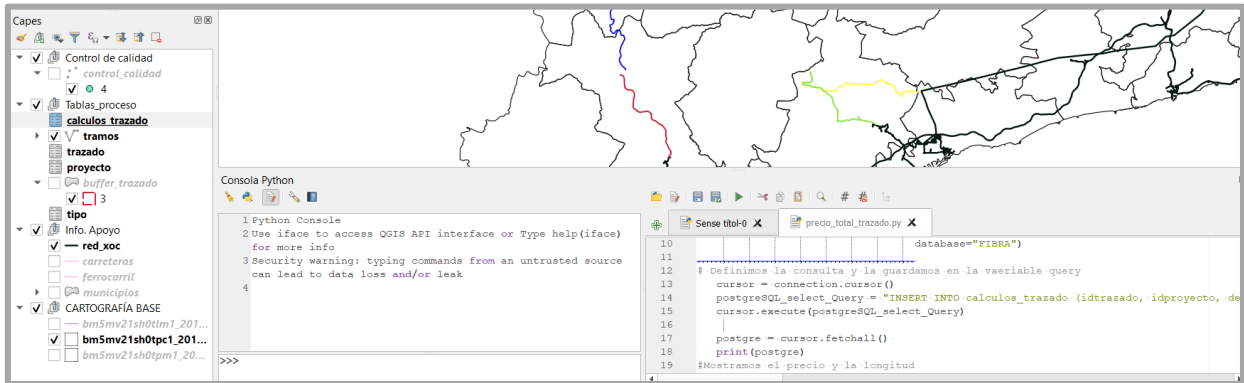 Capes
Control de calidad
control_calidad
4
Tablas_proceso
calculos_trazado
tramos
trazado
proyecto
buffer_trazado
3
tipo
Info. Apoyo
red_xoc
carreteras
ferrocarril
municipios
CARTOGRAFÍA BASE
bm5mv21sh0tlm1_201...
bm5mv21sh0tpc1_201...
bm5mv21sh0tpm1_20...
Consola Python
1 Python Console
2 Use iface to access QGIS API interface or Type help(iface)
for more info
3 Security warning: typing commands from an untrusted source
can lead to data loss and/or leak
4
>>>
Sense títol-0
precio_total_trazado.py
10 database="FIBRA")
11
12 # Definimos la consulta y la guardamos en la vaeriable query
13 cursor = connection.cursor()
14 postgreSQL_select_Query = "INSERT INTO calculos_trazado (idtrazado, idproyecto, de
15 cursor.execute(postgreSQL_select_Query)
16
17 postgre = cursor.fetchall()
18 print(postgre)
19 #Mostramos el precio y la longitud